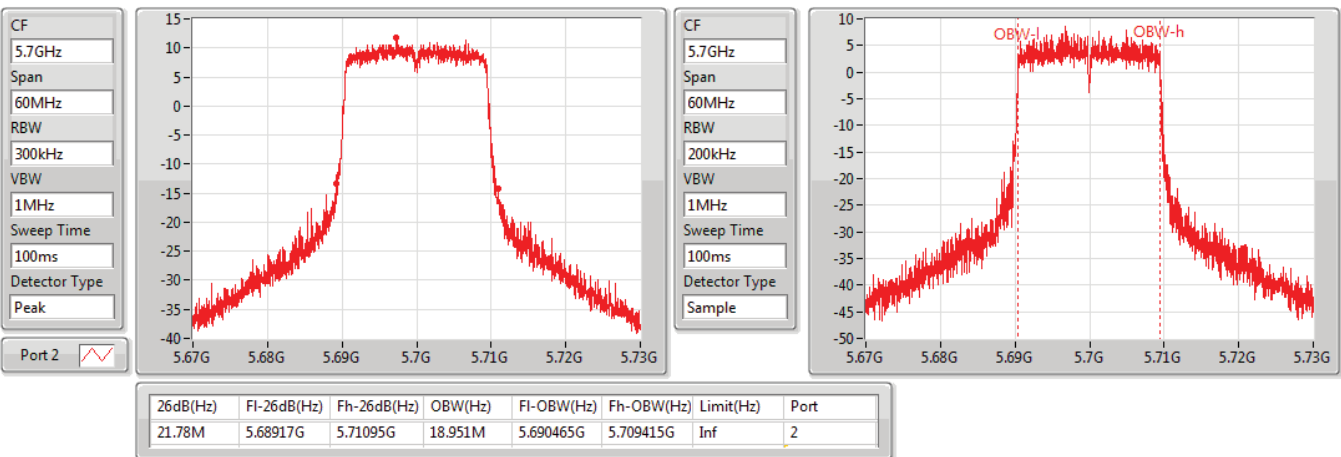 CF
5.7GHz
Span
60MHz
RBW
300kHz
VBW
1MHz
Sweep Time
100ms
Detector Type
Peak
Port 2
15
10
5
0
-5
-10
-15
-20
-25
-30
-35
-40
5.67G 5.68G 5.69G 5.7G 5.71G 5.72G 5.73G
CF
5.7GHz
Span
60MHz
RBW
200kHz
VBW
1MHz
Sweep Time
100ms
Detector Type
Sample
OBW-l OBW-h
10
5
0
-5
-10
-15
-20
-25
-30
-35
-40
-45
-50
5.67G 5.68G 5.69G 5.7G 5.71G 5.72G 5.73G
26dB(Hz) Fl-26dB(Hz) Fh-26dB(Hz) OBW(Hz) Fl-OBW(Hz) Fh-OBW(Hz) Limit(Hz) Port
21.78M 5.68917G 5.71095G 18.951M 5.690465G 5.709415G Inf 2